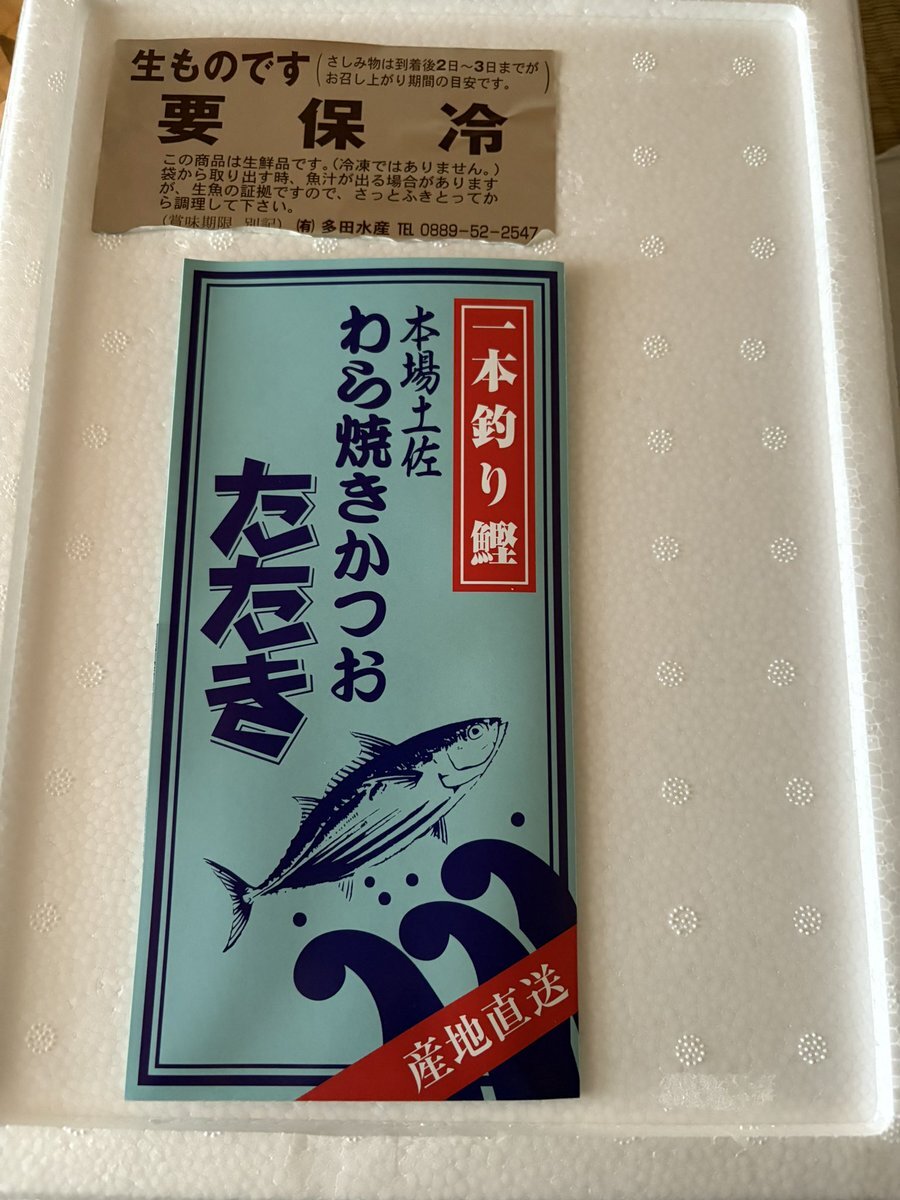 生ものです(さしみ物は到着後2日〜3日までが
お召し上がり期間の目安です。)
要保冷
この商品は生鮮品です。(冷凍ではありません。)
袋から取り出す時、魚汁が出る場合があります
が、生魚の証拠ですので、さっとふきとってか
ら調理して下さい。
(賞味期限 別記) ㈲ 多田水産 TEL 0889-52-2547
一本釣り鰹
本場土佐
わら焼きかつお
たたき
産地直送